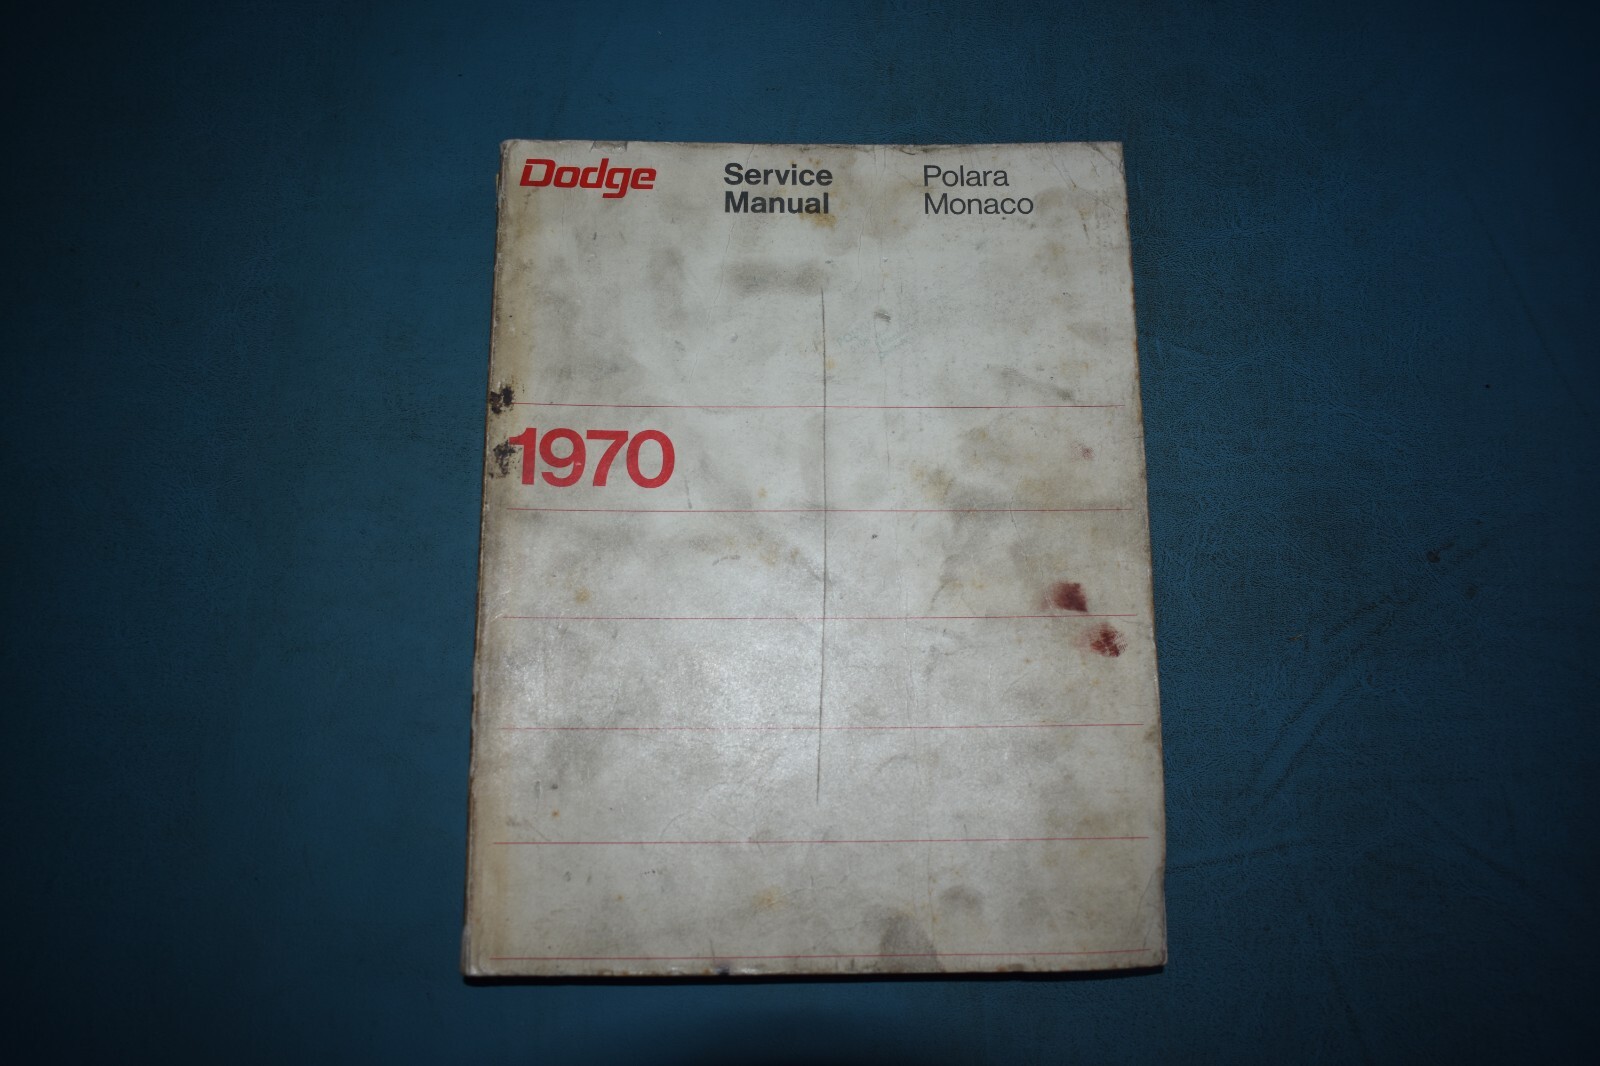 Dodge
Service
Manual
Polara
Monaco
1970